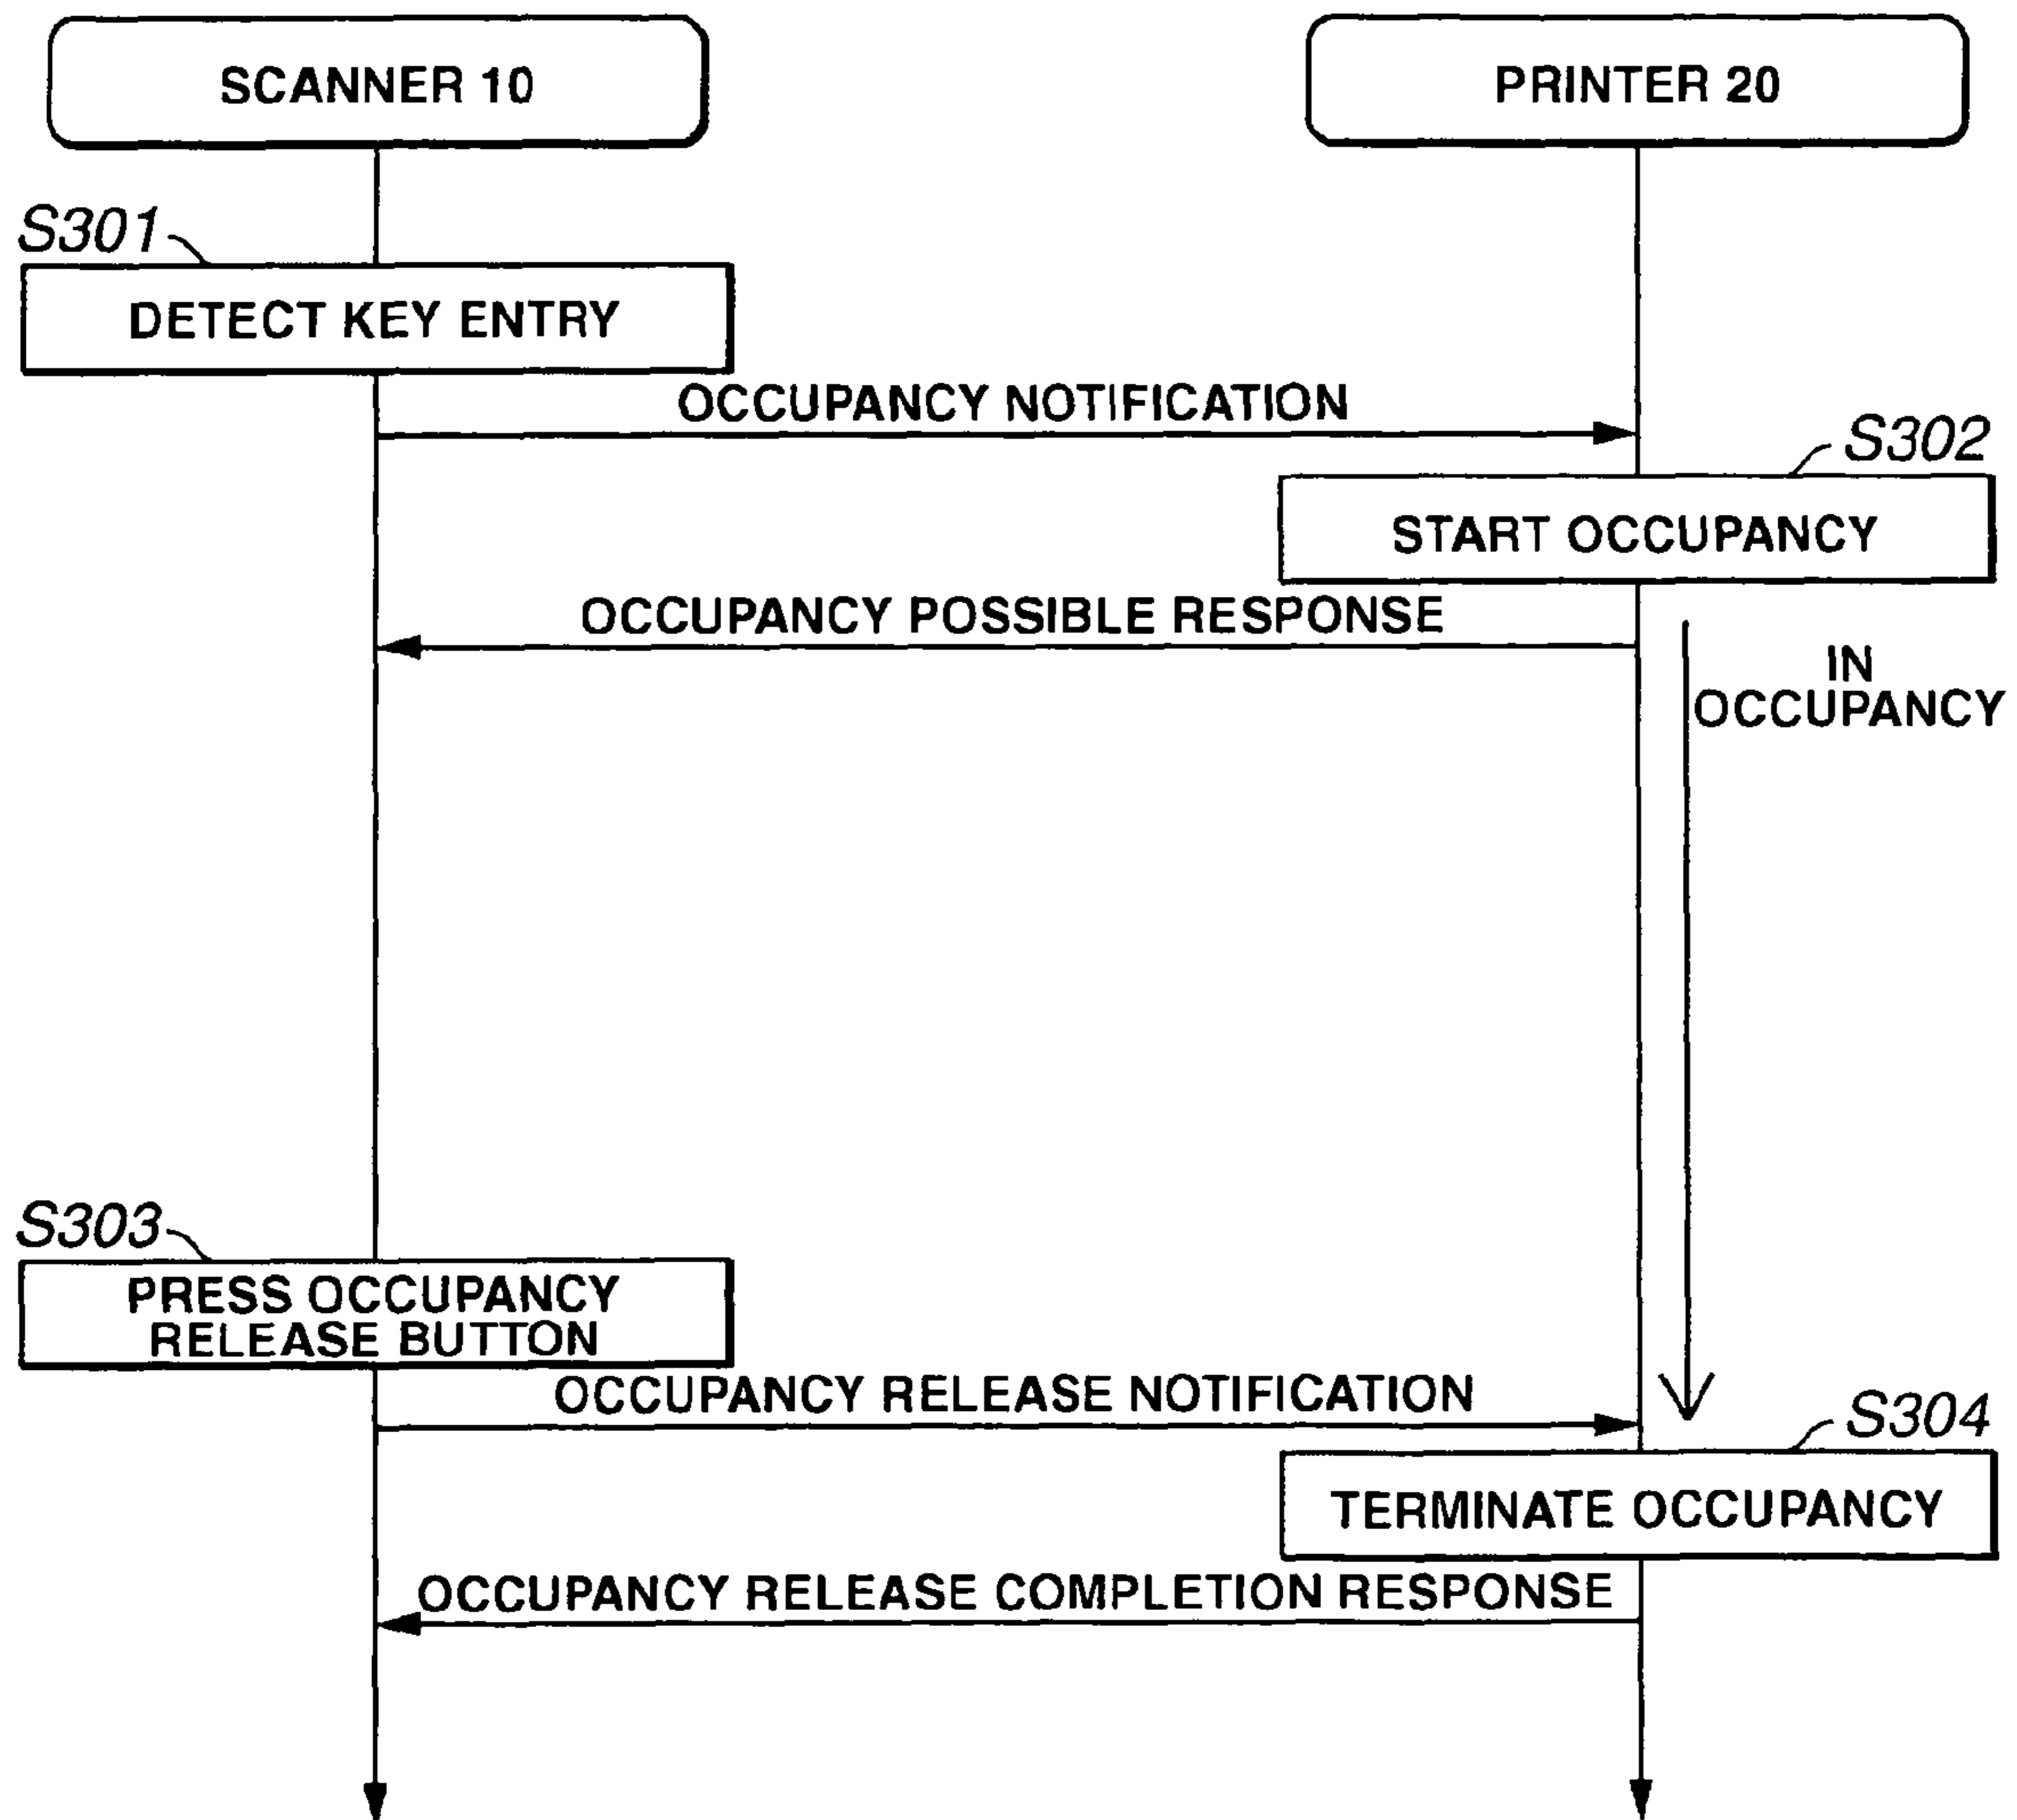 SCANNER 10
PRINTER 20
S301
DETECT KEY ENTRY
OCCUPANCY NOTIFICATION
S302
START OCCUPANCY
OCCUPANCY POSSIBLE RESPONSE
IN
OCCUPANCY
S303
PRESS OCCUPANCY
RELEASE BUTTON
OCCUPANCY RELEASE NOTIFICATION
S304
TERMINATE OCCUPANCY
OCCUPANCY RELEASE COMPLETION RESPONSE